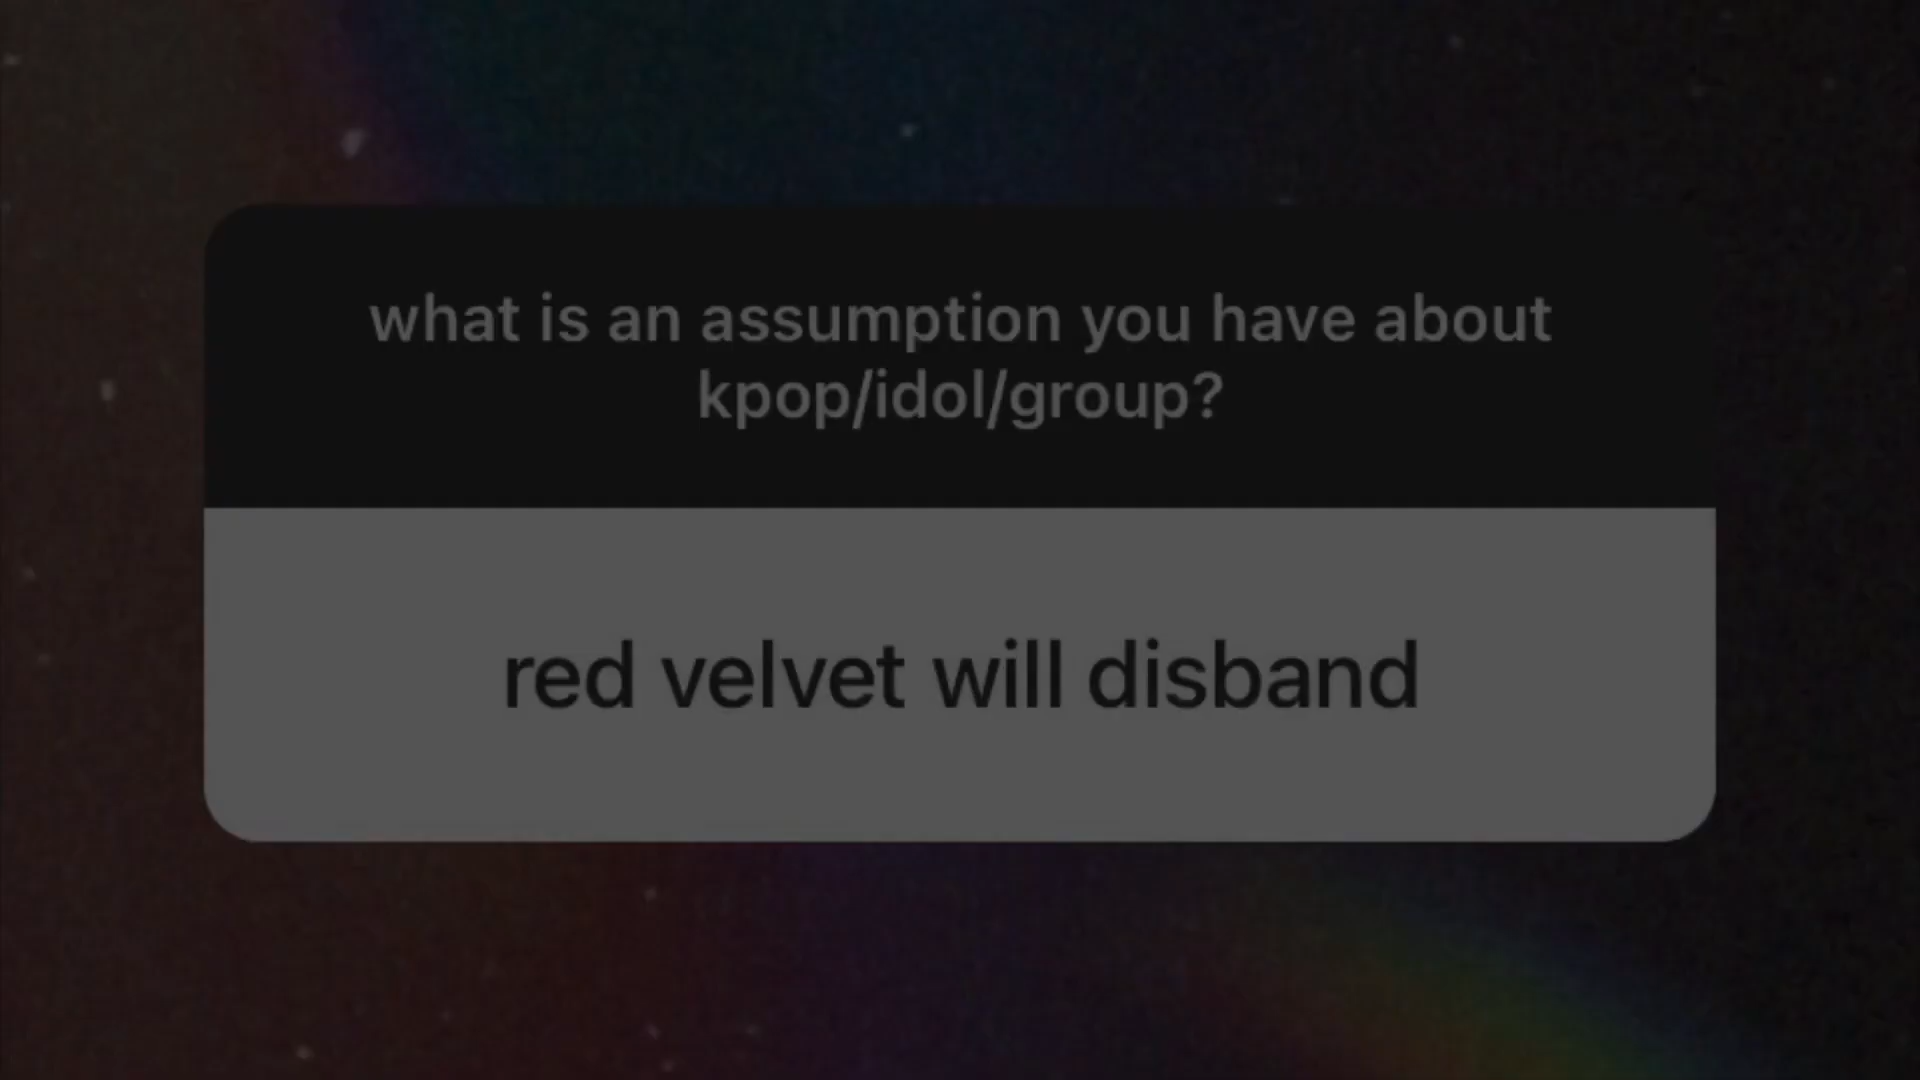 what is an assumption you have about
kpop/idol/group?
red velvet will disband